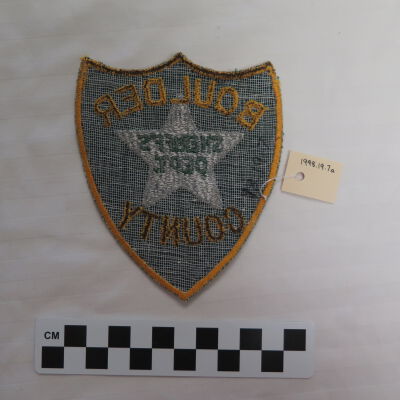 BOULDER
SHERIFF'S
DEPT.
COUNTY
1998.19.7a
CM